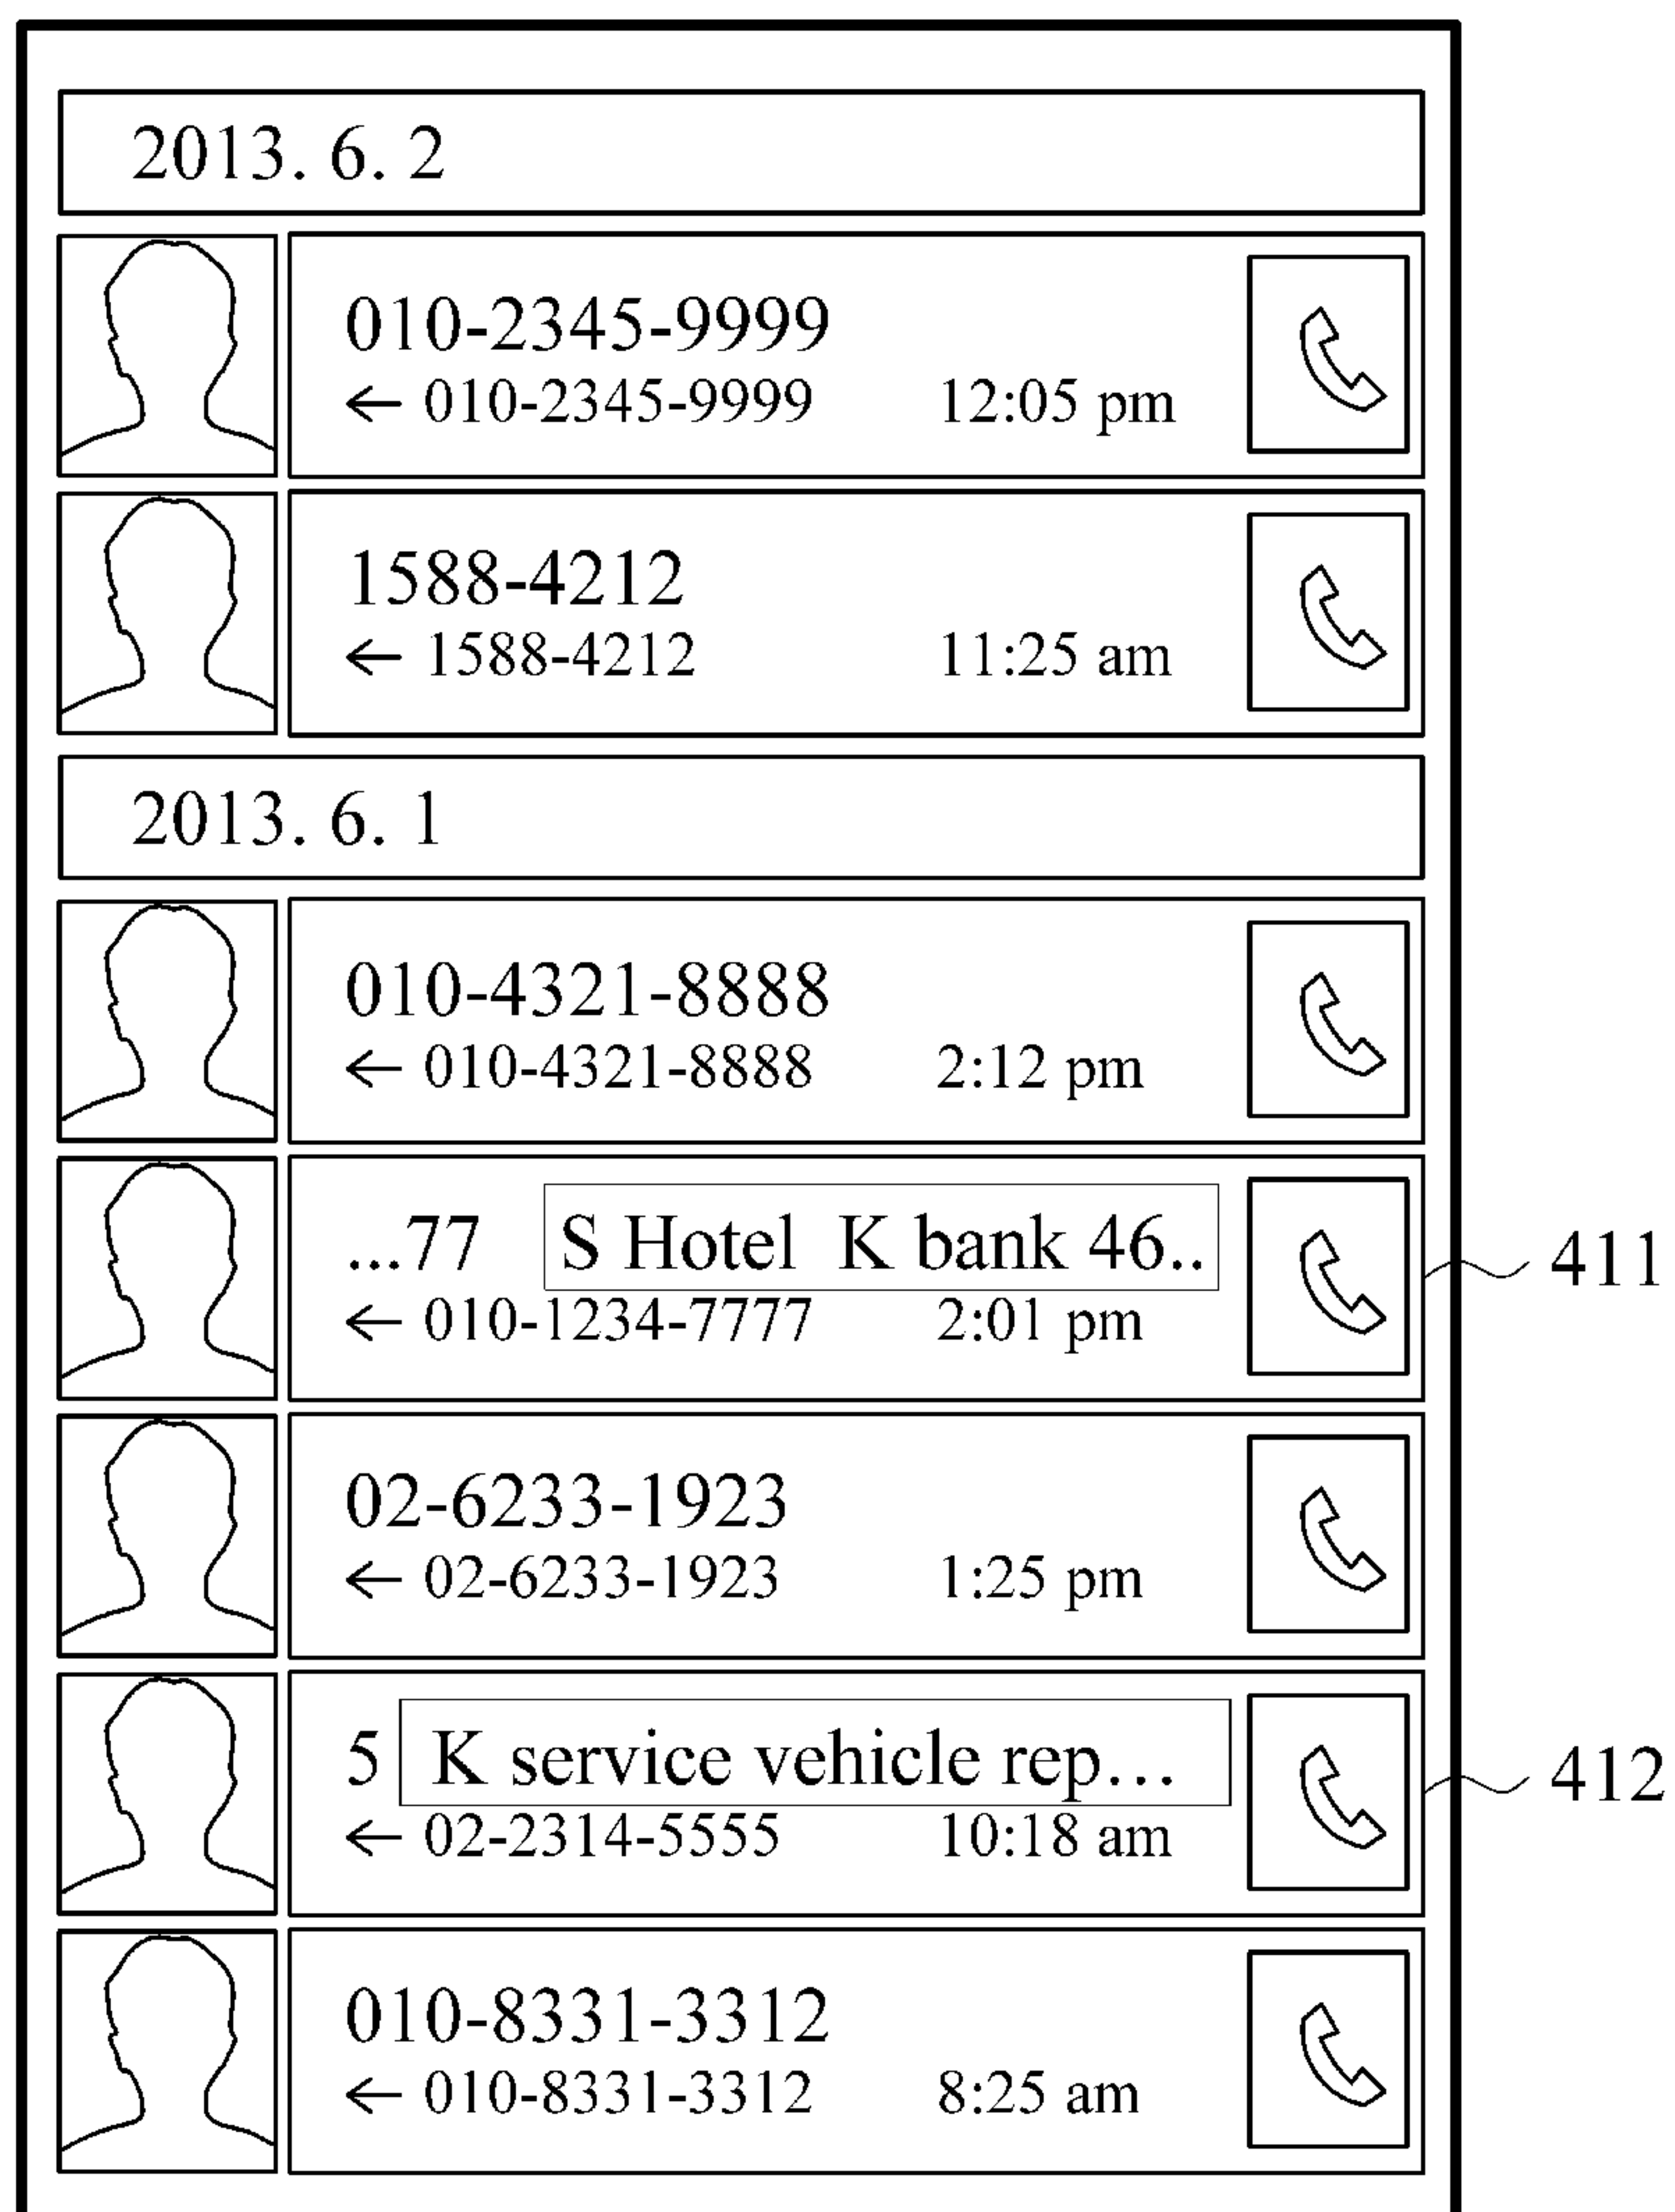 2013. 6. 2
010-2345-9999
← 010-2345-9999 12:05 pm
1588-4212
← 1588-4212 11:25 am
2013. 6. 1
010-4321-8888
← 010-4321-8888 2:12 pm
...77 S Hotel K bank 46..
← 010-1234-7777 2:01 pm
411
02-6233-1923
← 02-6233-1923 1:25 pm
5 K service vehicle rep...
← 02-2314-5555 10:18 am
412
010-8331-3312
← 010-8331-3312 8:25 am